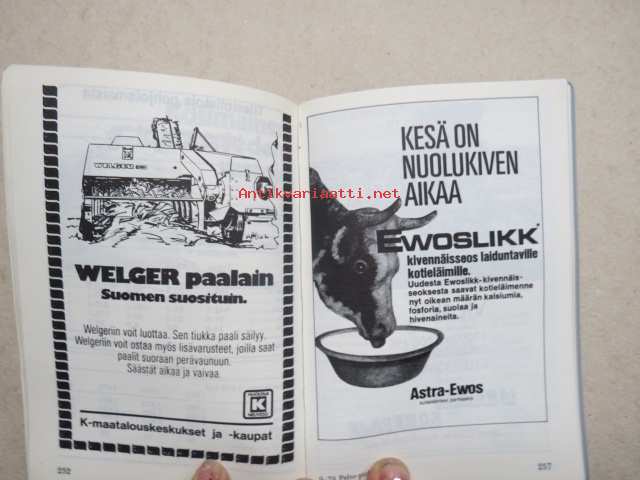 WELGER
WELGER paalain
Suomen suosituin.
Welgeriin voit luottaa. Sen tiukka paali säilyy.
Welgeriin voit ostaa myös lisävarusteet, joilla saat
paalit suoraan perävaunuun.
Säästät aikaa ja vaivaa.
K
K-maatalouskeskukset ja -kaupat
252
KESÄ ON
NUOLUKIVEN
AIKAA
Antikvariaatti.net
EWOSLIKK
kivennäisseos laiduntaville
kotieläimille.
Uudesta Ewoslikk-kivennäis-
seoksesta saavat kotieläimenne
nyt oikean määrän kalsiumia,
fosforia, suolaa ja
hivenaineita.
Astra-Ewos
257